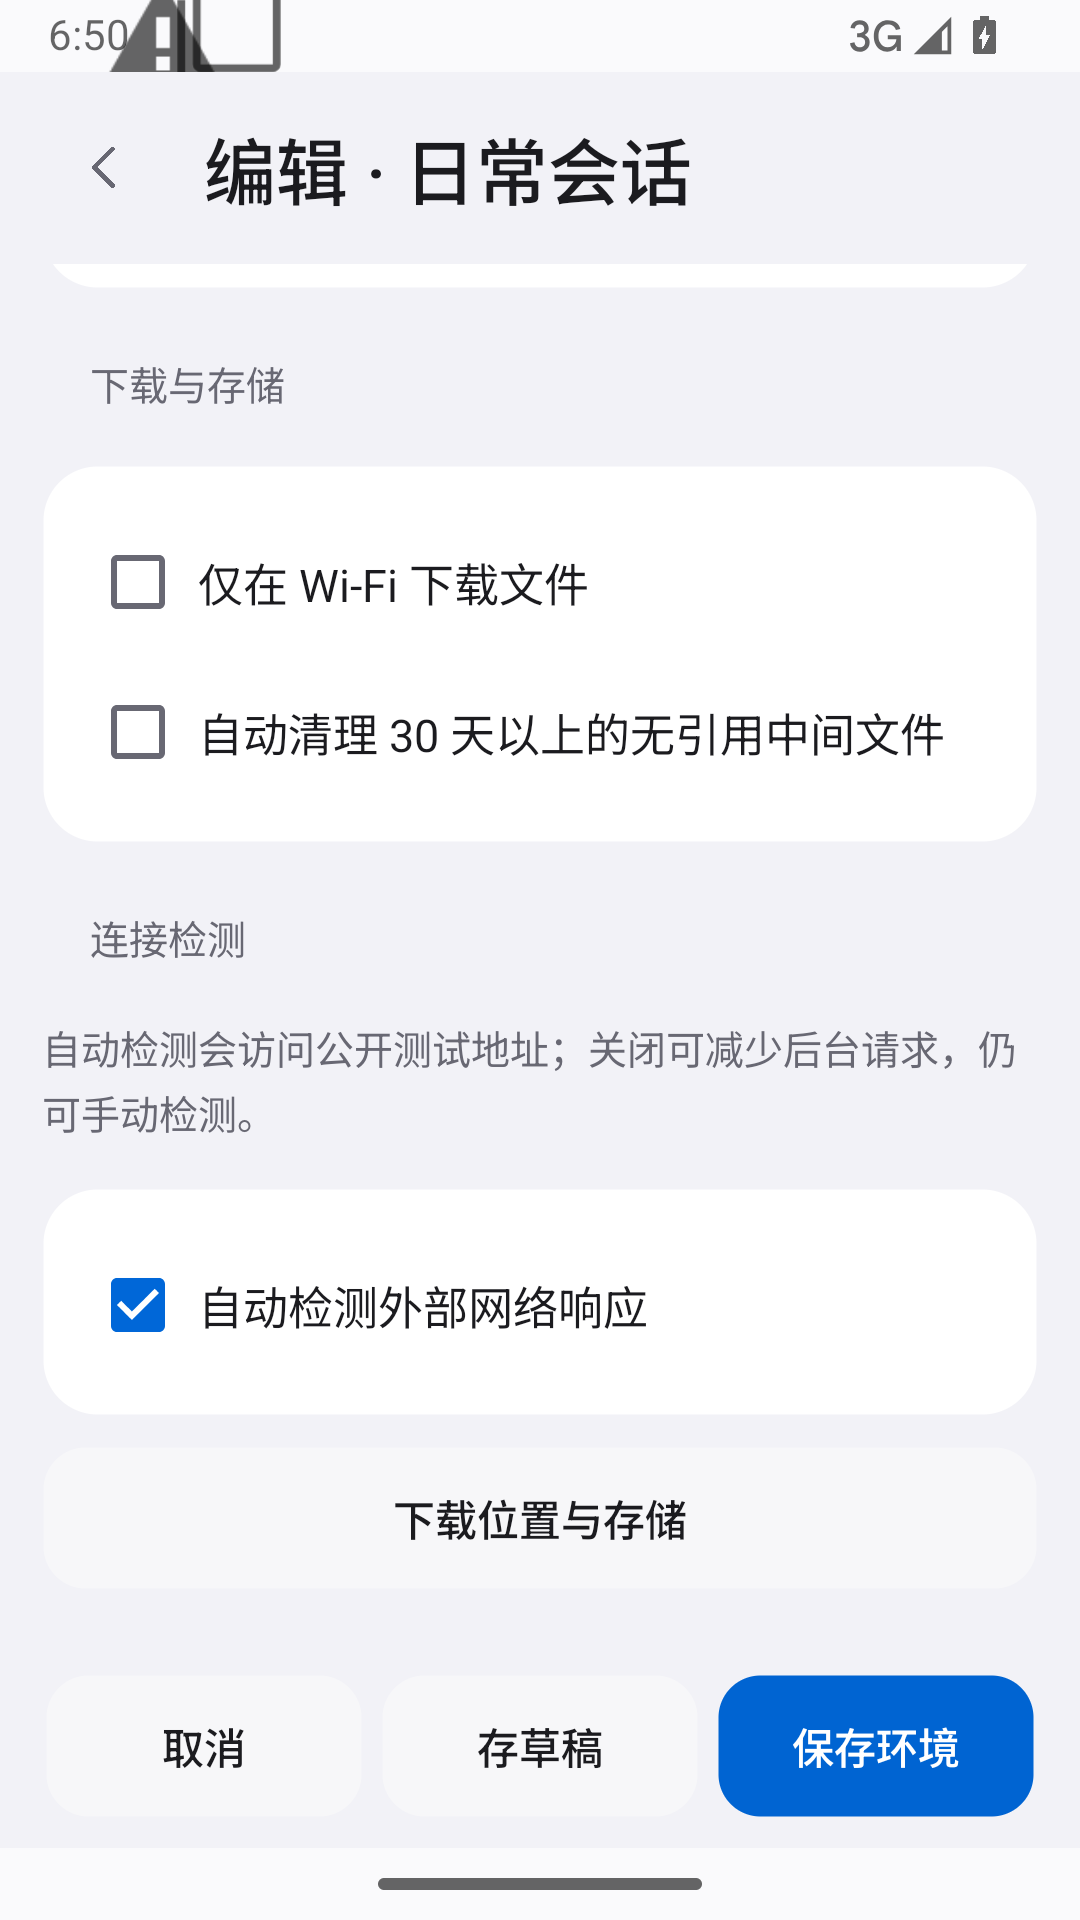 6:50
3G
编辑 · 日常会话
下载与存储
仅在 Wi-Fi 下载文件
自动清理 30 天以上的无引用中间文件
连接检测
自动检测会访问公开测试地址；关闭可减少后台请求，仍
可手动检测。
自动检测外部网络响应
下载位置与存储
取消
存草稿
保存环境